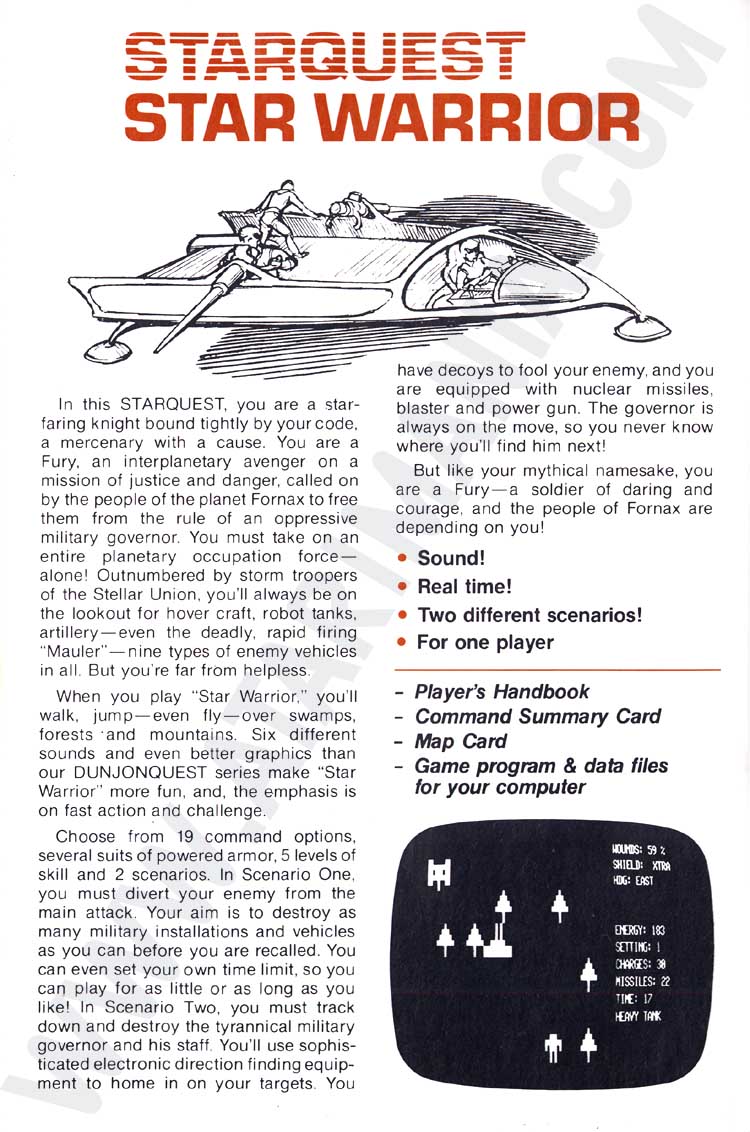 STARQUEST
STAR WARRIOR
In this STARQUEST, you are a star-
faring knight bound tightly by your code,
a mercenary with a cause. You are a
Fury, an interplanetary avenger on a
mission of justice and danger, called on
by the people of the planet Fornax to free
them from the rule of an oppressive
military governor. You must take on an
entire planetary occupation force—
alone! Outnumbered by storm troopers
of the Stellar Union, you'll always be on
the lookout for hover craft, robot tanks,
artillery—even the deadly, rapid firing
"Mauler"—nine types of enemy vehicles
in all. But you're far from helpless.
When you play "Star Warrior," you'll
walk, jump—even fly—over swamps,
forests and mountains. Six different
sounds and even better graphics than
our DUNJONQUEST series make "Star
Warrior" more fun, and, the emphasis is
on fast action and challenge.
Choose from 19 command options,
several suits of powered armor, 5 levels of
skill and 2 scenarios. In Scenario One,
you must divert your enemy from the
main attack. Your aim is to destroy as
many military installations and vehicles
as you can before you are recalled. You
can even set your own time limit, so you
can play for as little or as long as you
like! In Scenario Two, you must track
down and destroy the tyrannical military
governor and his staff. You'll use sophis-
ticated electronic direction finding equip-
ment to home in on your targets. You
have decoys to fool your enemy, and you
are equipped with nuclear missiles,
blaster and power gun. The governor is
always on the move, so you never know
where you'll find him next!
But like your mythical namesake, you
are a Fury—a soldier of daring and
courage, and the people of Fornax are
depending on you!
• Sound!
• Real time!
• Two different scenarios!
• For one player
– Player's Handbook
– Command Summary Card
– Map Card
– Game program & data files
for your computer
WOUNDS: 59 %
SHIELD: XTRA
HDG: EAST
ENERGY: 183
SETTING: 1
CHARGES: 30
MISSILES: 22
TIME: 17
HEAVY TANK
WWW.ATARIMANIA.COM